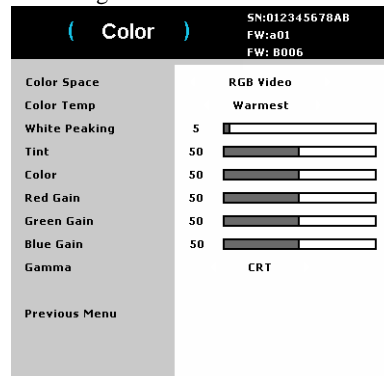 ( Color )
SN:012345678AB
FW:a01
FW: B006
Color Space RGB Video
Color Temp Warmest
White Peaking 5
Tint 50
Color 50
Red Gain 50
Green Gain 50
Blue Gain 50
Gamma CRT
Previous Menu